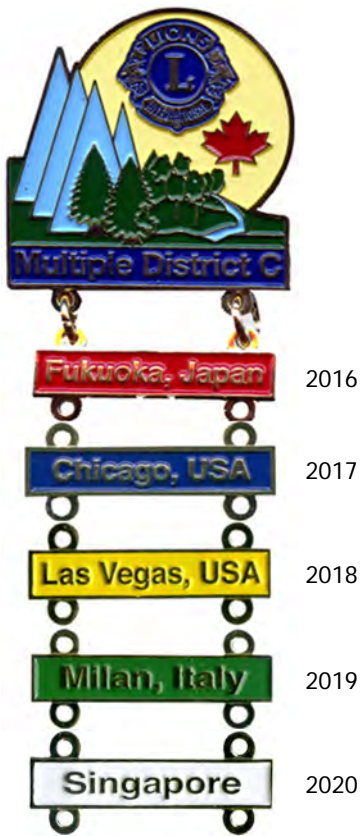 LIONS
L
INTERNATIONAL
Multiple District C
Fukuoka, Japan
2016
Chicago, USA
2017
Las Vegas, USA
2018
Milan, Italy
2019
Singapore
2020